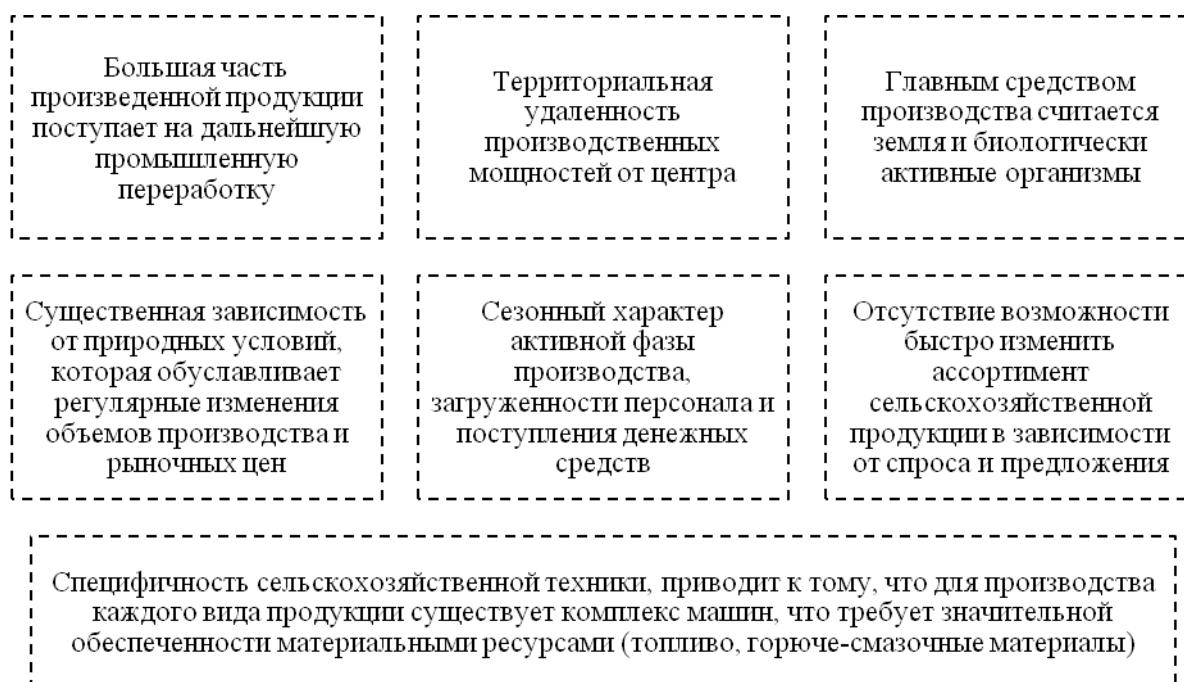 Большая часть
произведенной продукции
поступает на дальнейшую
промышленную
переработку
Территориальная
удаленность
производственных
мощностей от центра
Главным средством
производства считается
земля и биологически
активные организмы
Существенная зависимость
от природных условий,
которая обуславливает
регулярные изменения
объемов производства и
рыночных цен
Сезонный характер
активной фазы
производства,
загруженности персонала и
поступления денежных
средств
Отсутствие возможности
быстро изменить
ассортимент
сельскохозяйственной
продукции в зависимости
от спроса и предложения
Специфичность сельскохозяйственной техники, приводит к тому, что для производства
каждого вида продукции существует комплекс машин, что требует значительной
обеспеченности материальными ресурсами (топливо, горюче-смазочные материалы)